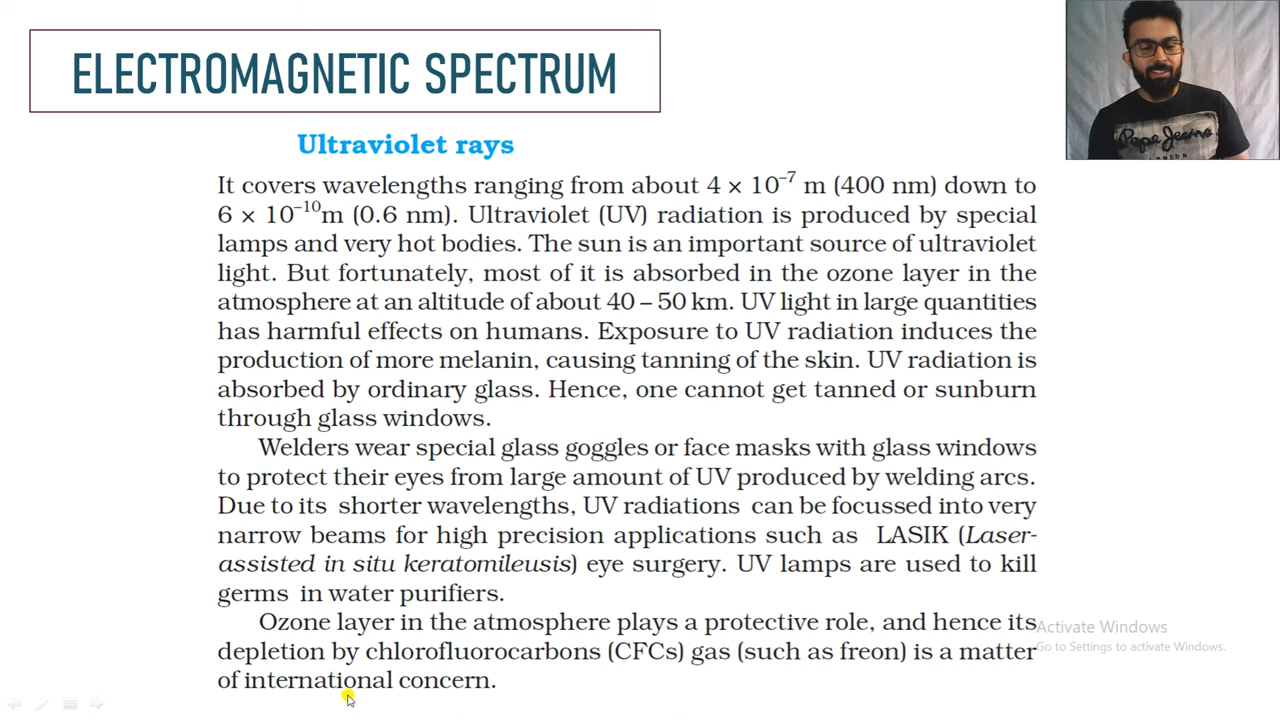 ELECTROMAGNETIC SPECTRUM
Pepe Jeans
LONDON
Ultraviolet rays
It covers wavelengths ranging from about 4 × 10⁻⁷ m (400 nm) down to
6 × 10⁻¹⁰m (0.6 nm). Ultraviolet (UV) radiation is produced by special
lamps and very hot bodies. The sun is an important source of ultraviolet
light. But fortunately, most of it is absorbed in the ozone layer in the
atmosphere at an altitude of about 40 – 50 km. UV light in large quantities
has harmful effects on humans. Exposure to UV radiation induces the
production of more melanin, causing tanning of the skin. UV radiation is
absorbed by ordinary glass. Hence, one cannot get tanned or sunburn
through glass windows.
Welders wear special glass goggles or face masks with glass windows
to protect their eyes from large amount of UV produced by welding arcs.
Due to its shorter wavelengths, UV radiations can be focussed into very
narrow beams for high precision applications such as LASIK (Laser-
assisted in situ keratomileusis) eye surgery. UV lamps are used to kill
germs in water purifiers.
Ozone layer in the atmosphere plays a protective role, and hence its
depletion by chlorofluorocarbons (CFCs) gas (such as freon) is a matter
of international concern.
Activate Windows
Go to Settings to activate Windows.